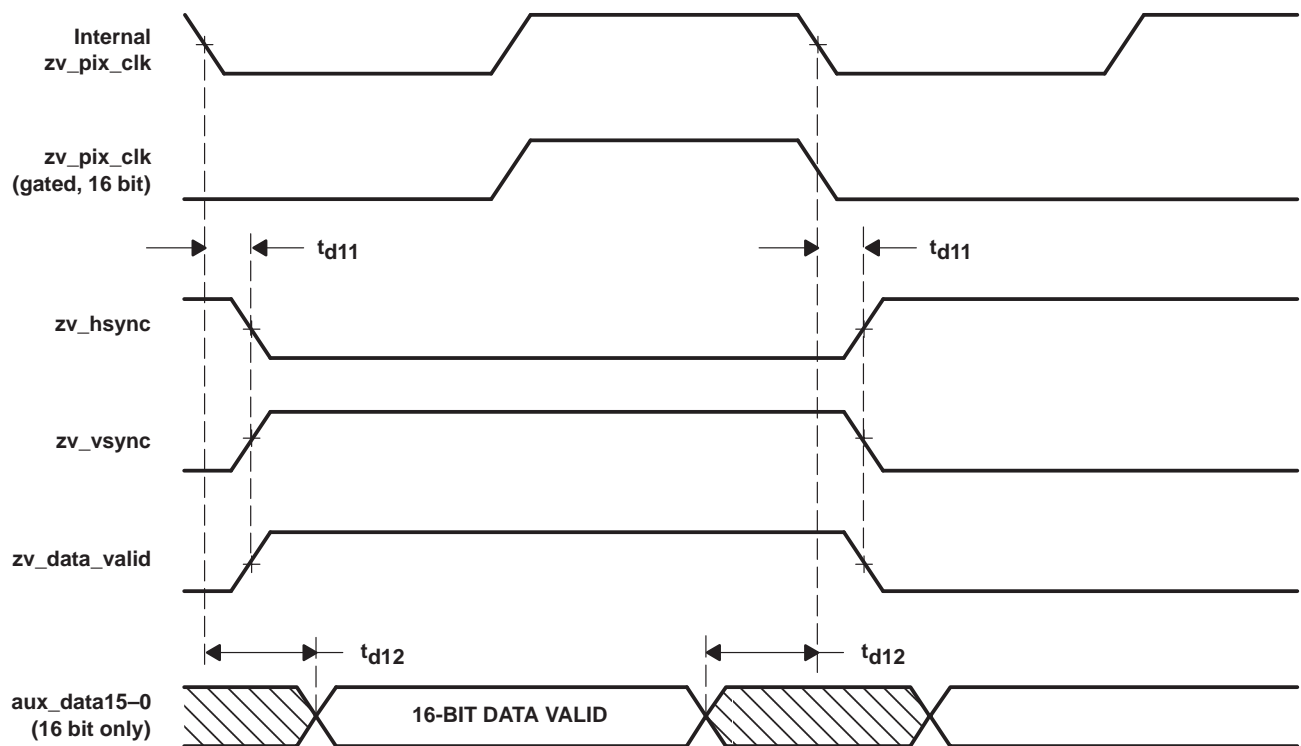 Internal
zv_pix_clk
zv_pix_clk
(gated, 16 bit)
td11
td11
zv_hsync
zv_vsync
zv_data_valid
td12
td12
aux_data15–0
(16 bit only)
16-BIT DATA VALID